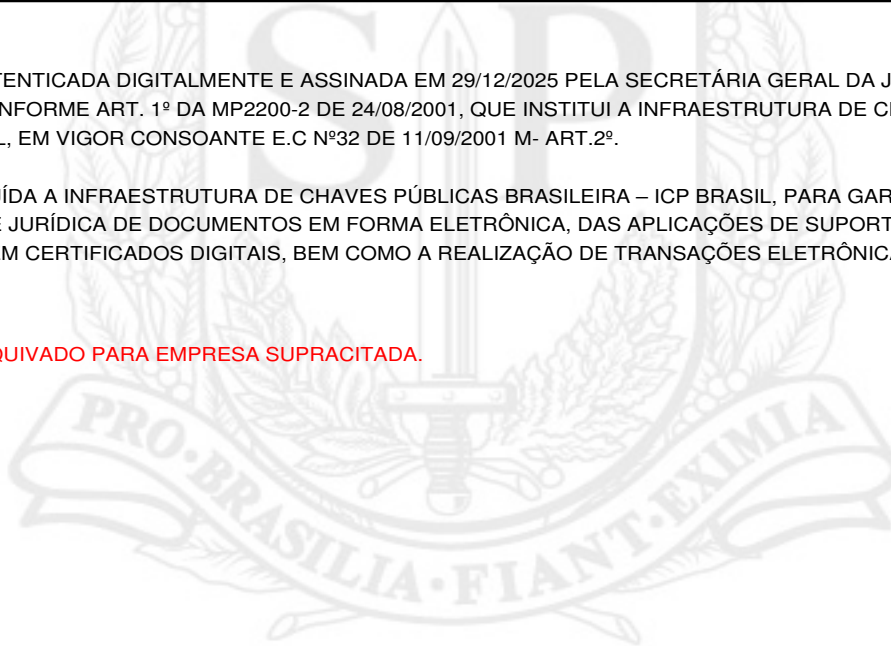 SP
TENTICADA DIGITALMENTE E ASSINADA EM 29/12/2025 PELA SECRETÁRIA GERAL DA J
NFORME ART. 1º DA MP2200-2 DE 24/08/2001, QUE INSTITUI A INFRAESTRUTURA DE C
L, EM VIGOR CONSOANTE E.C Nº32 DE 11/09/2001 M- ART.2º.
ÍDA A INFRAESTRUTURA DE CHAVES PÚBLICAS BRASILEIRA – ICP BRASIL, PARA GAR
E JURÍDICA DE DOCUMENTOS EM FORMA ELETRÔNICA, DAS APLICAÇÕES DE SUPORT
EM CERTIFICADOS DIGITAIS, BEM COMO A REALIZAÇÃO DE TRANSAÇÕES ELETRÔNICA
QUIVADO PARA EMPRESA SUPRACITADA.
PRO·BRASILIA·FIANT·EXIMIA